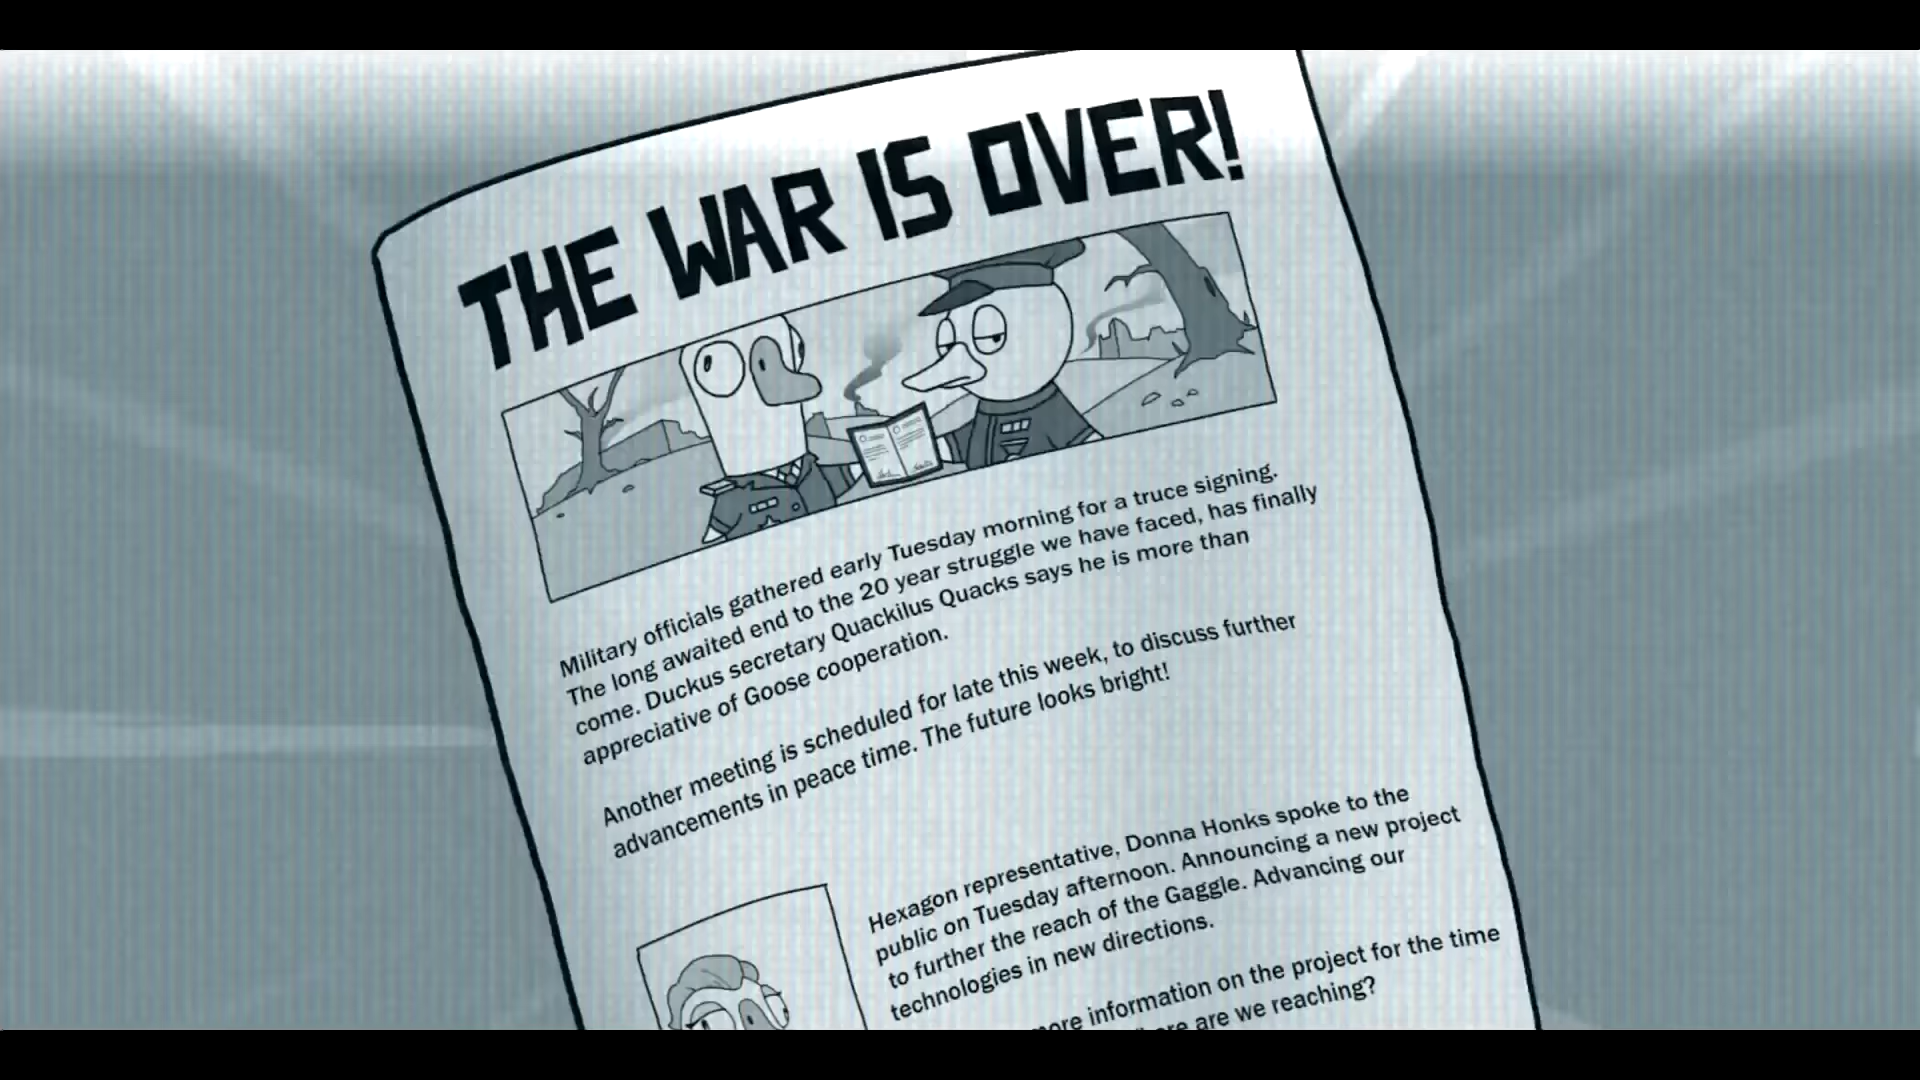 THE WAR IS OVER!
Military officials gathered early Tuesday morning for a truce signing.
The long awaited end to the 20 year struggle we have faced, has finally
come. Duckus secretary Quackilus Quacks says he is more than
appreciative of Goose cooperation.
Another meeting is scheduled for late this week, to discuss further
advancements in peace time. The future looks bright!
Hexagon representative, Donna Honks spoke to the
public on Tuesday afternoon. Announcing a new project
to further the reach of the Gaggle. Advancing our
technologies in new directions.
more information on the project for the time
are we reaching?